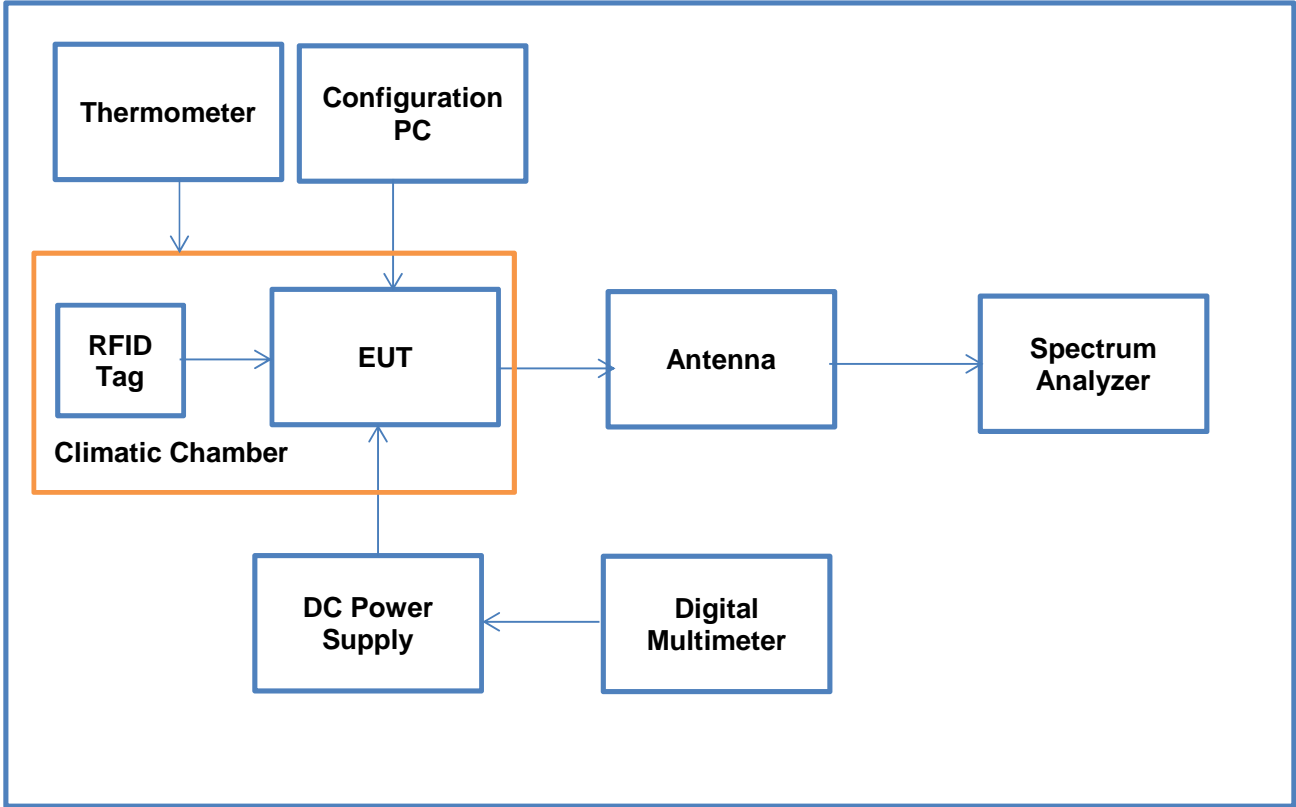 Thermometer
Configuration
PC
RFID
Tag
EUT
Antenna
Spectrum
Analyzer
Climatic Chamber
DC Power
Supply
Digital
Multimeter